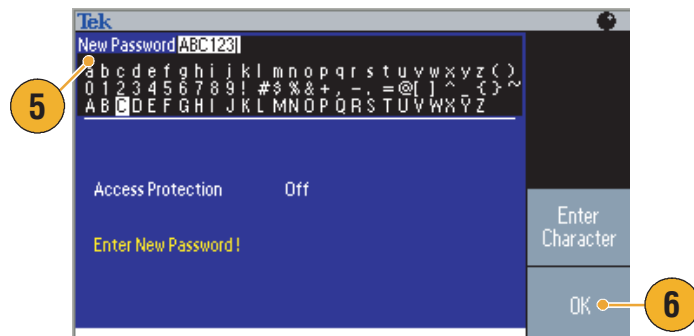 Tek
New Password ABC123
a b c d e f g h i j k l m n o p q r s t u v w x y z ( )
0 1 2 3 4 5 6 7 8 9 ! # $ % & + , - . = @ [ ] ^ _ { } ~
A B C D E F G H I J K L M N O P Q R S T U V W X Y Z
5
Access Protection Off
Enter New Password!
Enter
Character
OK
6